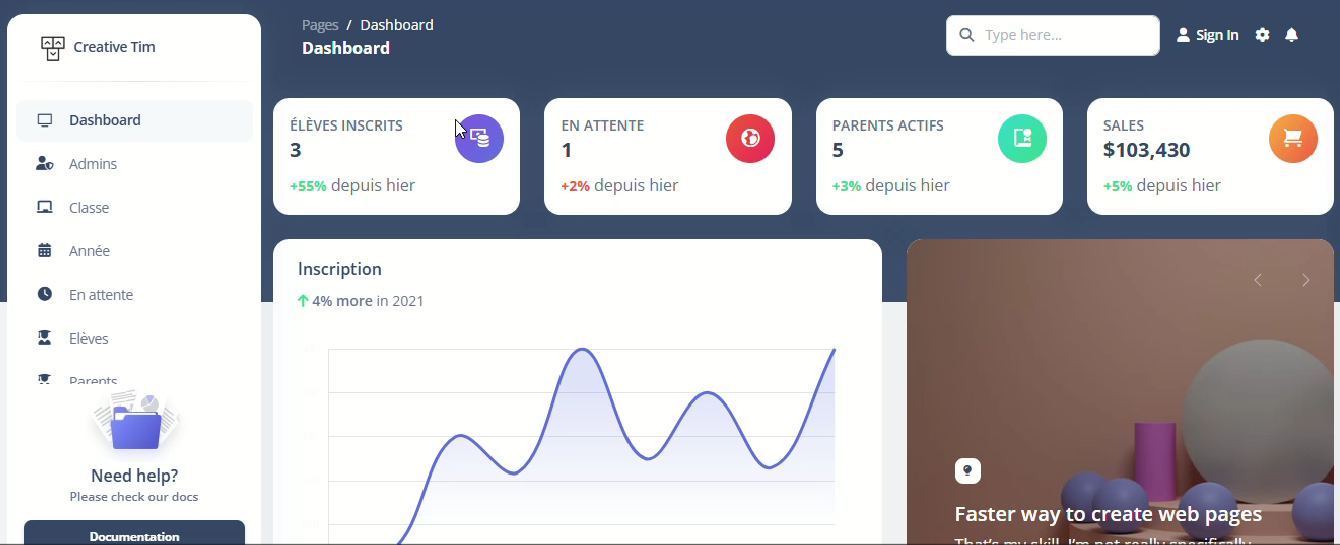 Creative Tim
Dashboard
Admins
Classe
Année
En attente
Elèves
Parents
Need help?
Please check our docs
Documentation
Pages / Dashboard
Dashboard
Type here...
Sign In
ÉLÈVES INSCRITS
3
+55% depuis hier
EN ATTENTE
1
+2% depuis hier
PARENTS ACTIFS
5
+3% depuis hier
SALES
$103,430
+5% depuis hier
Inscription
4% more in 2021
Faster way to create web pages
That's my skill. I'm not really specifically